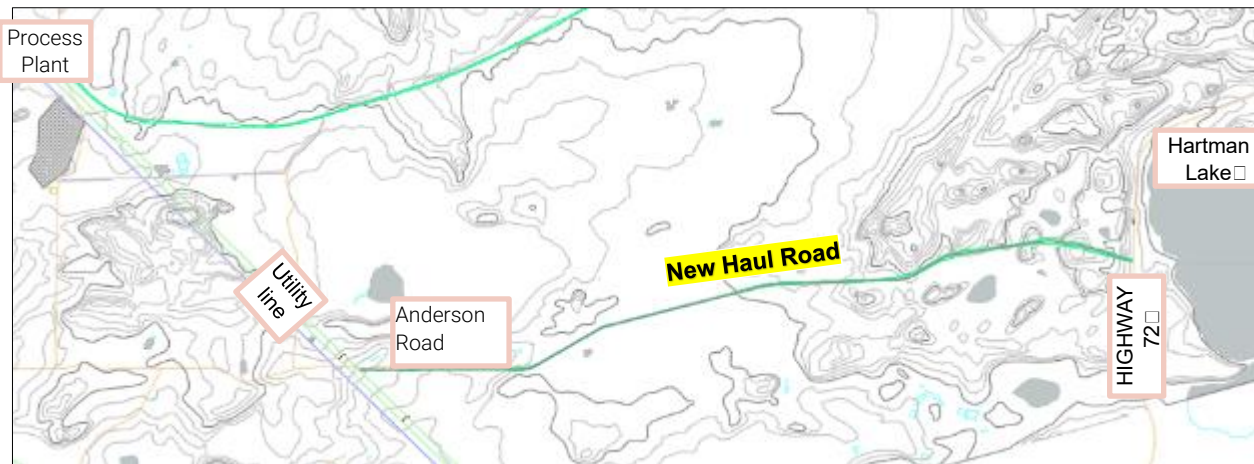 Process
Plant
Hartman
Lake□
New Haul Road
Utility
line
Anderson
Road
HIGHWAY
72□